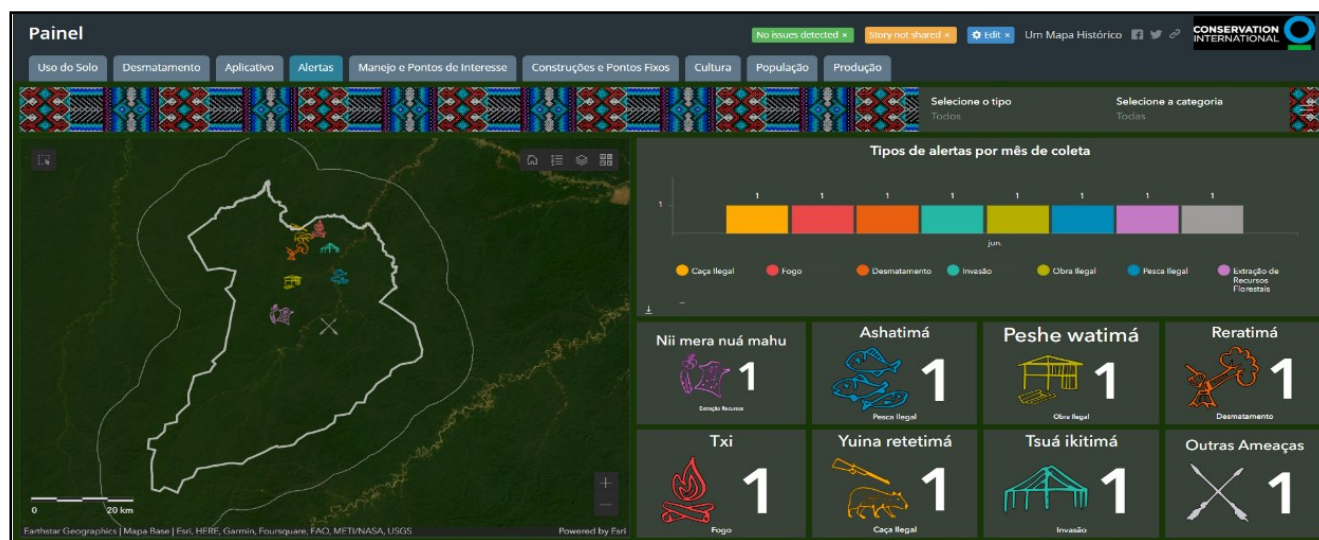 Painel
No issues detected ×
Story not shared ×
Edit ×
Um Mapa Histórico
CONSERVATION
INTERNATIONAL
Uso do Solo
Desmatamento
Aplicativo
Alertas
Manejo e Pontos de Interesse
Construções e Pontos Fixos
Cultura
População
Produção
Selecione o tipo
Todos
Selecione a categoria
Todas
0 20 km
Earthstar Geographics | Mapa Base | Esri, HERE, Garmin, Foursquare, FAO, METI/NASA, USGS
Powered by Esri
Tipos de alertas por mês de coleta
1 1 1 1 1 1 1 1
1
jun.
Caça Ilegal
Fogo
Desmatamento
Invasão
Obra Ilegal
Pesca Ilegal
Extração de
Recursos
Florestais
Nii mera nuá mahu
1
Extração Recursos
Ashatimá
1
Pesca Ilegal
Peshe watimá
1
Obra Ilegal
Reratimá
1
Desmatamento
Txi
1
Fogo
Yuina retetimá
1
Caça Ilegal
Tsuá ikitimá
1
Invasão
Outras Ameaças
1